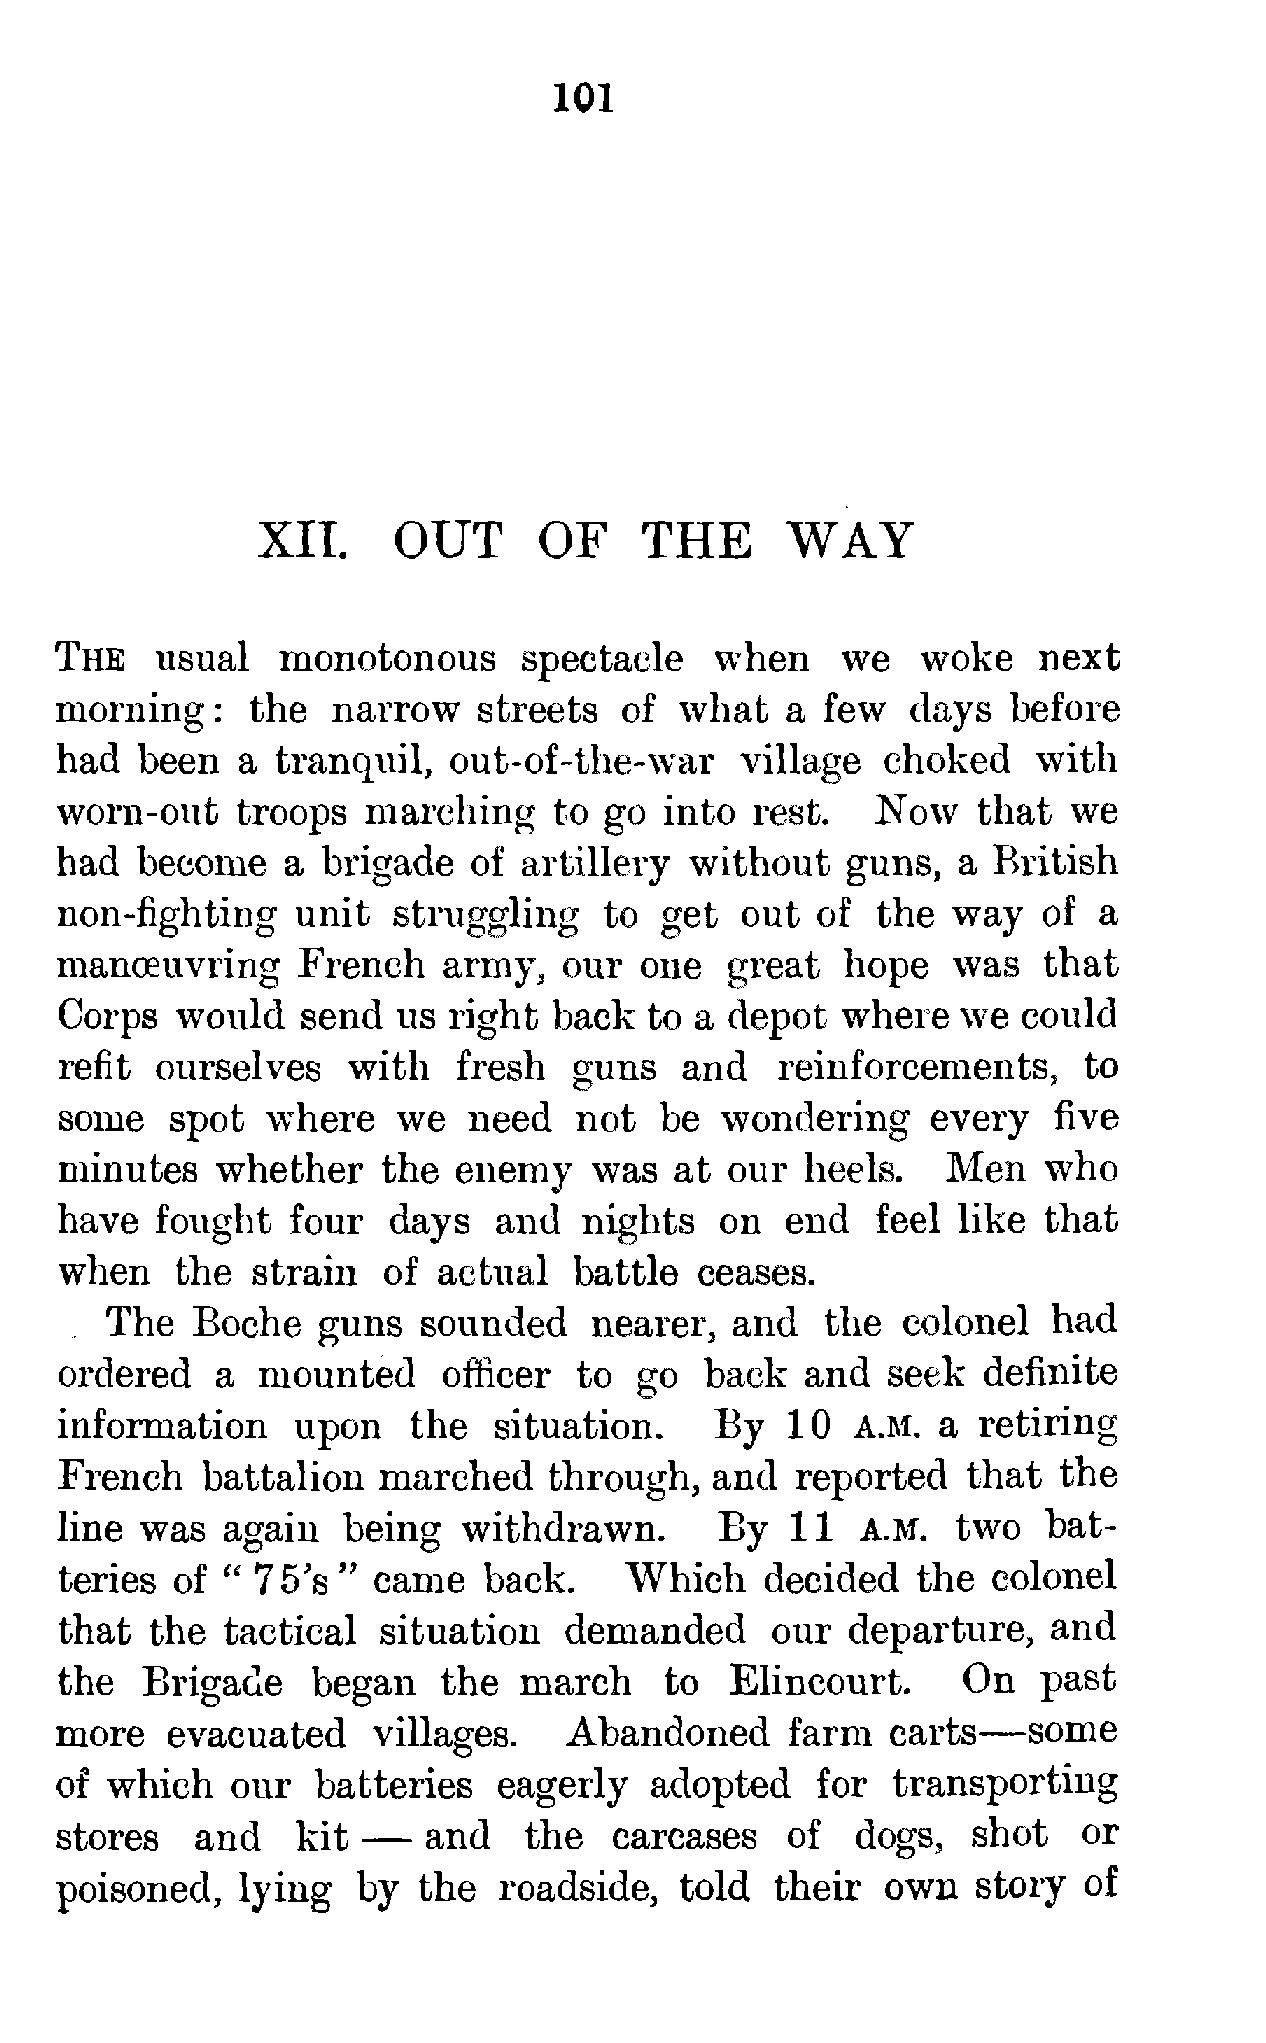 101
XII. OUT OF THE WAY
THE usual monotonous spectacle when we woke next
morning: the narrow streets of what a few days before
had been a tranquil, out-of-the-war village choked with
worn-out troops marching to go into rest. Now that we
had become a brigade of artillery without guns, a British
non-fighting unit struggling to get out of the way of a
manœuvring French army, our one great hope was that
Corps would send us right back to a depot where we could
refit ourselves with fresh guns and reinforcements, to
some spot where we need not be wondering every five
minutes whether the enemy was at our heels. Men who
have fought four days and nights on end feel like that
when the strain of actual battle ceases.
The Boche guns sounded nearer, and the colonel had
ordered a mounted officer to go back and seek definite
information upon the situation. By 10 A.M. a retiring
French battalion marched through, and reported that the
line was again being withdrawn. By 11 A.M. two bat-
teries of " 75's " came back. Which decided the colonel
that the tactical situation demanded our departure, and
the Brigade began the march to Elincourt. On past
more evacuated villages. Abandoned farm carts—some
of which our batteries eagerly adopted for transporting
stores and kit — and the carcases of dogs, shot or
poisoned, lying by the roadside, told their own story of